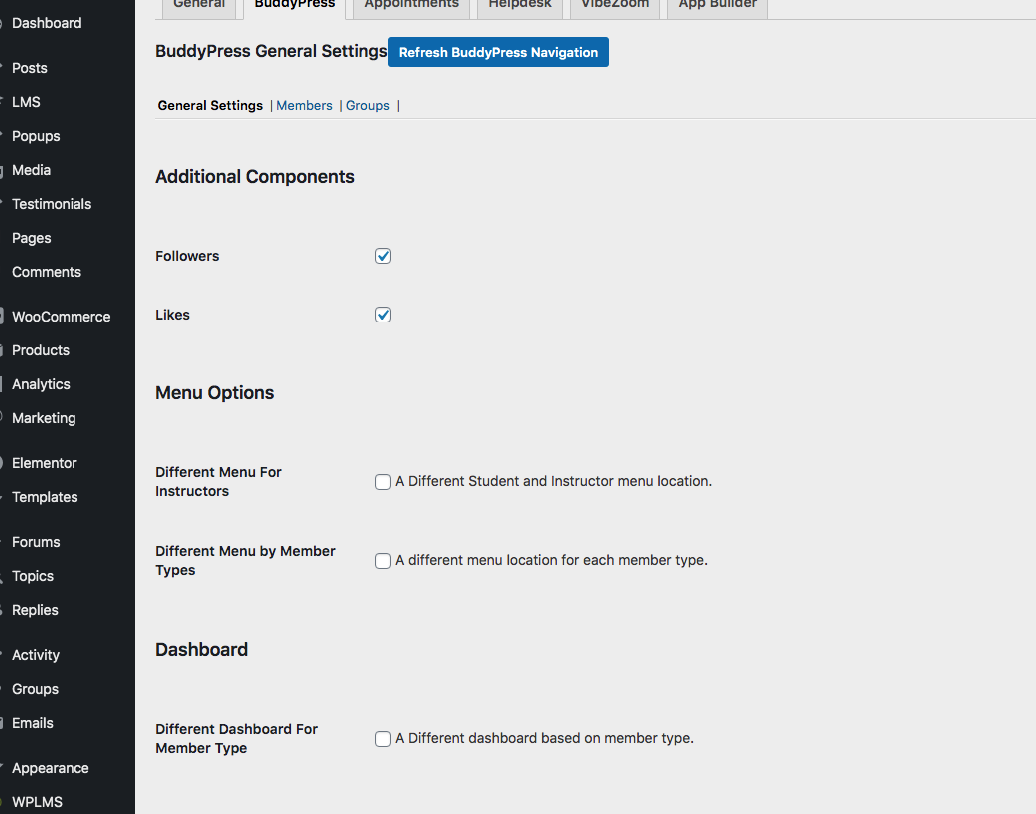 General BuddyPress Appointments Helpdesk VibeZoom App Builder
Dashboard
Posts
LMS
Popups
Media
Testimonials
Pages
Comments
WooCommerce
Products
Analytics
Marketing
Elementor
Templates
Forums
Topics
Replies
Activity
Groups
Emails
Appearance
WPLMS
BuddyPress General Settings Refresh BuddyPress Navigation
General Settings | Members | Groups |
Additional Components
Followers
Likes
Menu Options
Different Menu For
Instructors
A Different Student and Instructor menu location.
Different Menu by Member
Types
A different menu location for each member type.
Dashboard
Different Dashboard For
Member Type
A Different dashboard based on member type.